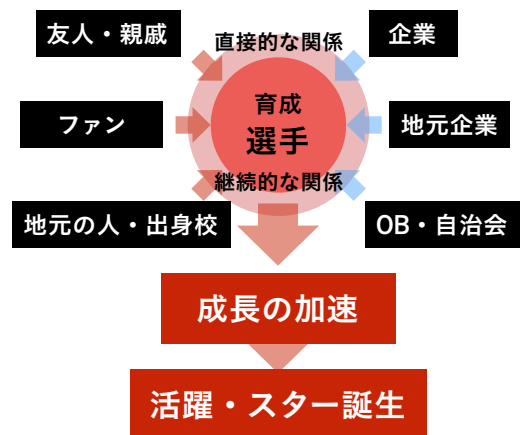 友人・親戚
直接的な関係
企業
ファン
育成
選手
地元企業
継続的な関係
地元の人・出身校
OB・自治会
成長の加速
活躍・スター誕生